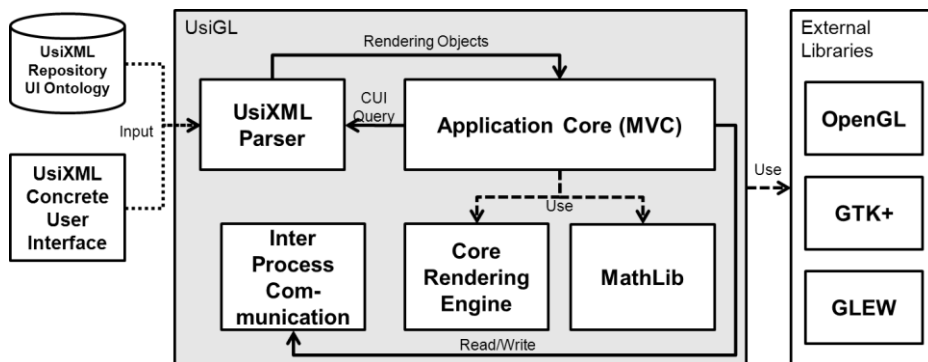 UsiXML
Repository
UI Ontology
UsiXML
Concrete
User
Interface
Input
UsiGL
Rendering Objects
UsiXML
Parser
CUI
Query
Application Core (MVC)
Use
Inter
Process
Com-
munication
Core
Rendering
Engine
MathLib
Read/Write
Use
External
Libraries
OpenGL
GTK+
GLEW